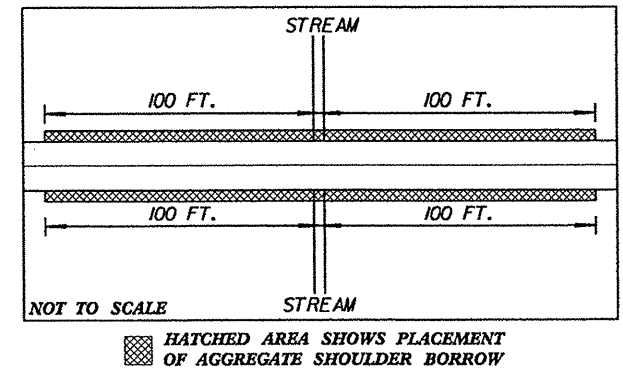 STREAM
100 FT.
100 FT.
100 FT.
100 FT.
NOT TO SCALE
STREAM
HATCHED AREA SHOWS PLACEMENT
OF AGGREGATE SHOULDER BORROW